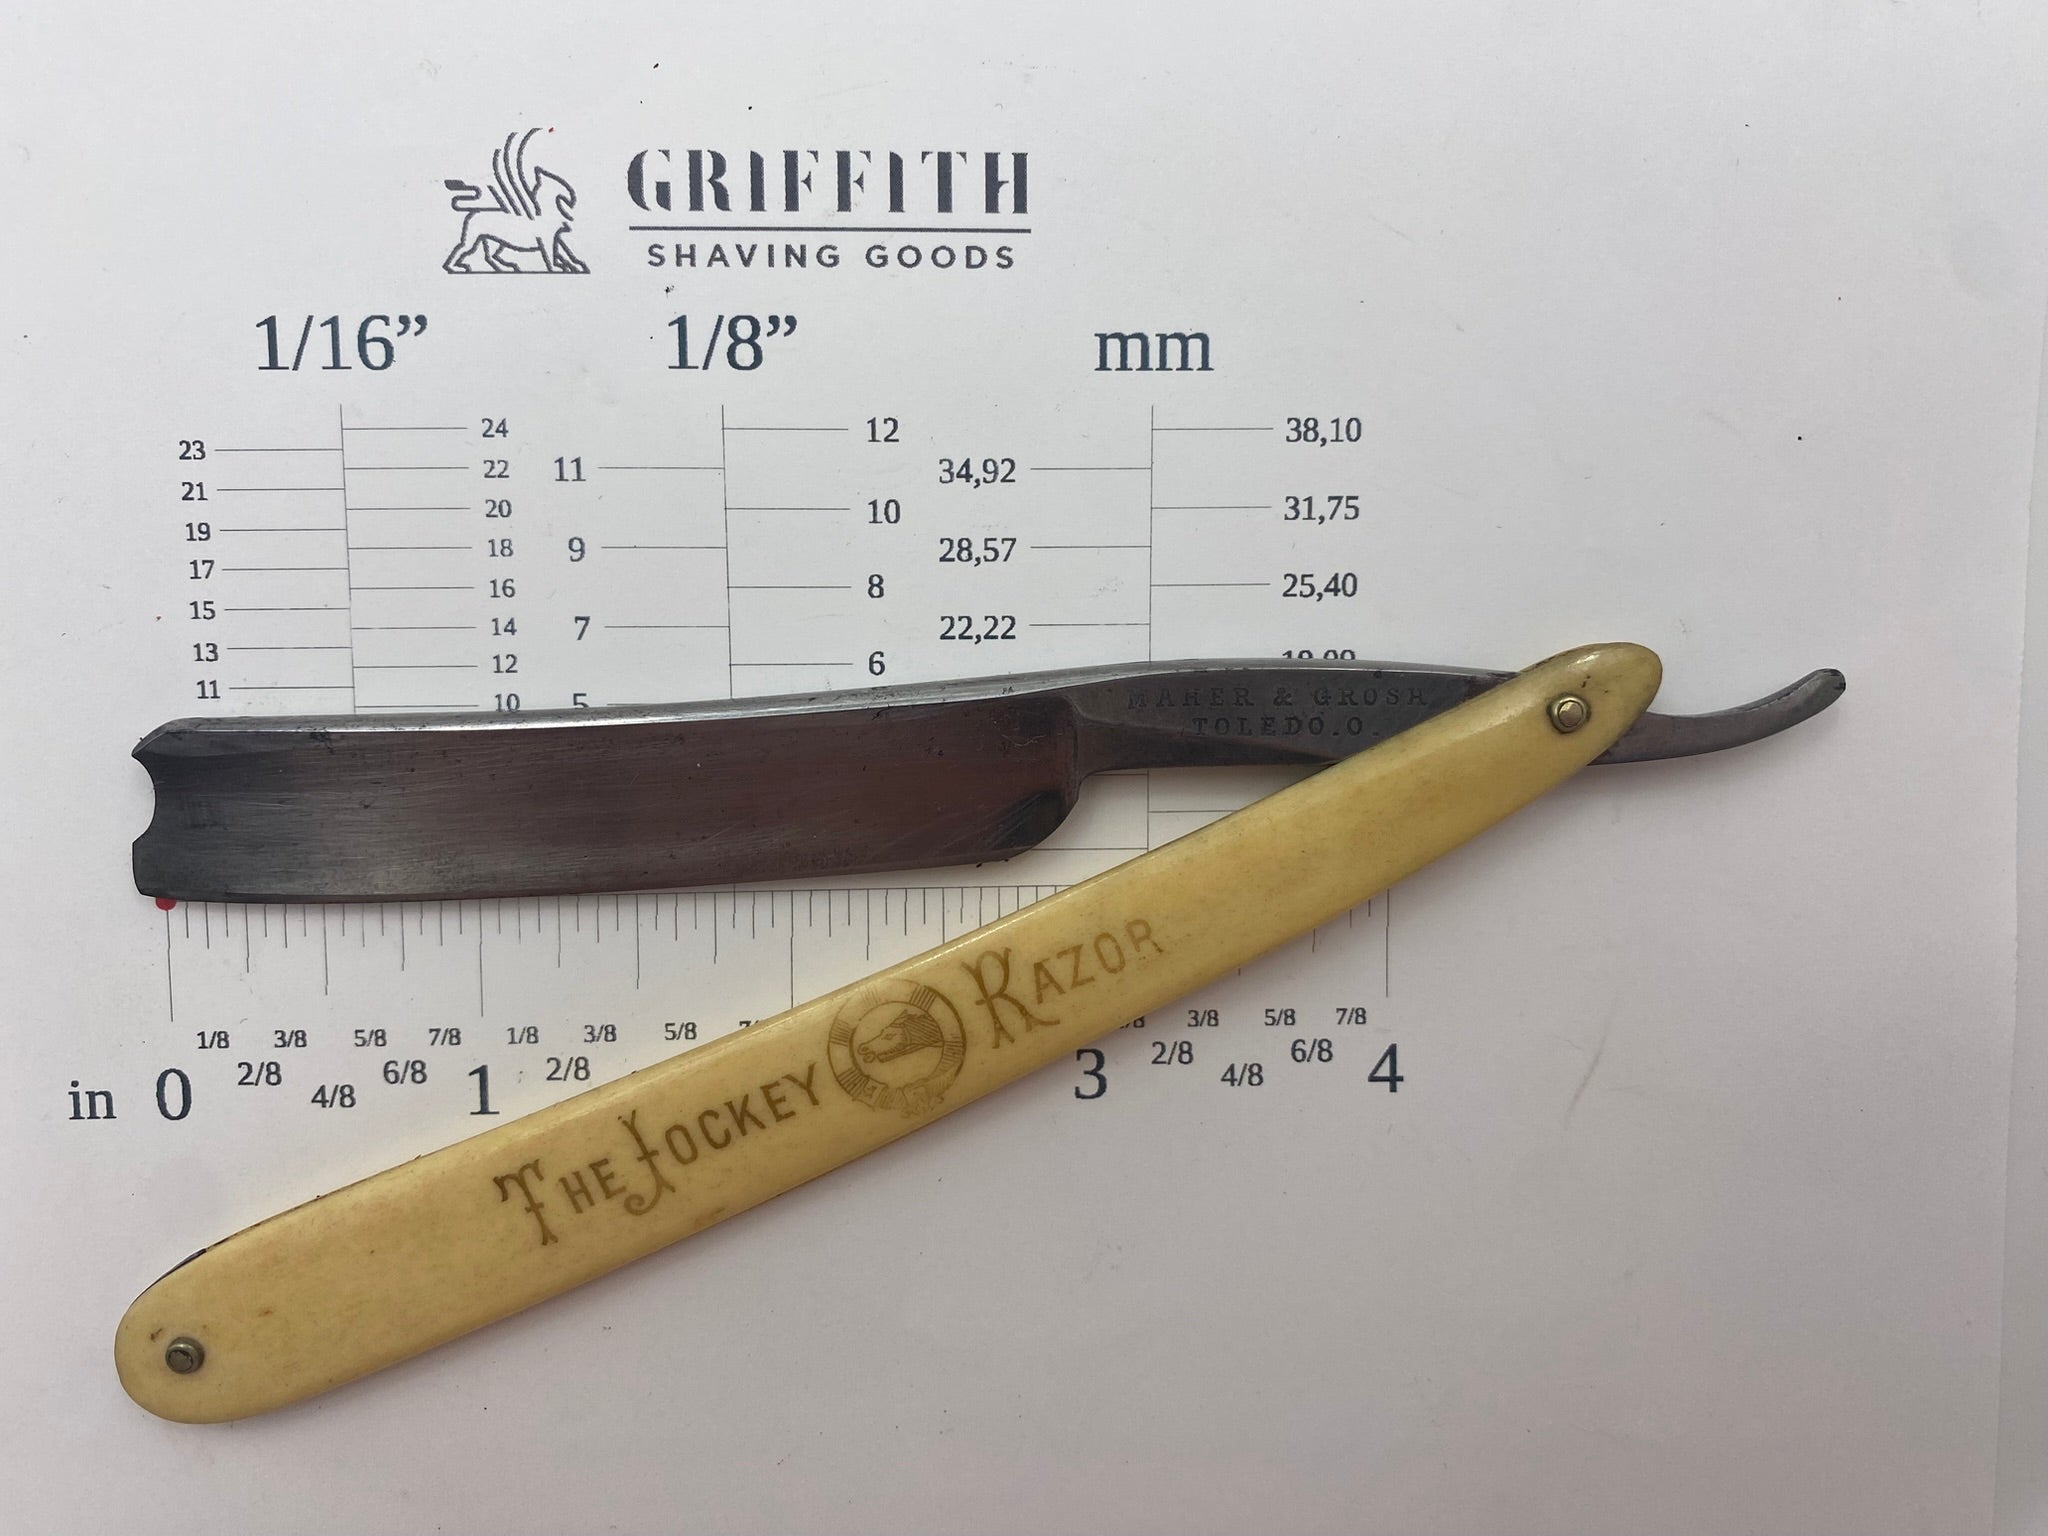 GRIFFITH
SHAVING GOODS
1/16” 1/8” mm
24 12 38,10
23
22 11 34,92
21
20 10 31,75
19
18 9 28,57
17
16 8 25,40
15
14 7 22,22
13
12 6 19,00
11
10 5
MAHER & GROSH
TOLEDO.O.
THE JOCKEY RAZOR
1/8 3/8 5/8 7/8 1/8 3/8 5/8 3/8 5/8 7/8
2/8 6/8 2/8 2/8 6/8
4/8 4/8
in 0 1 3 4